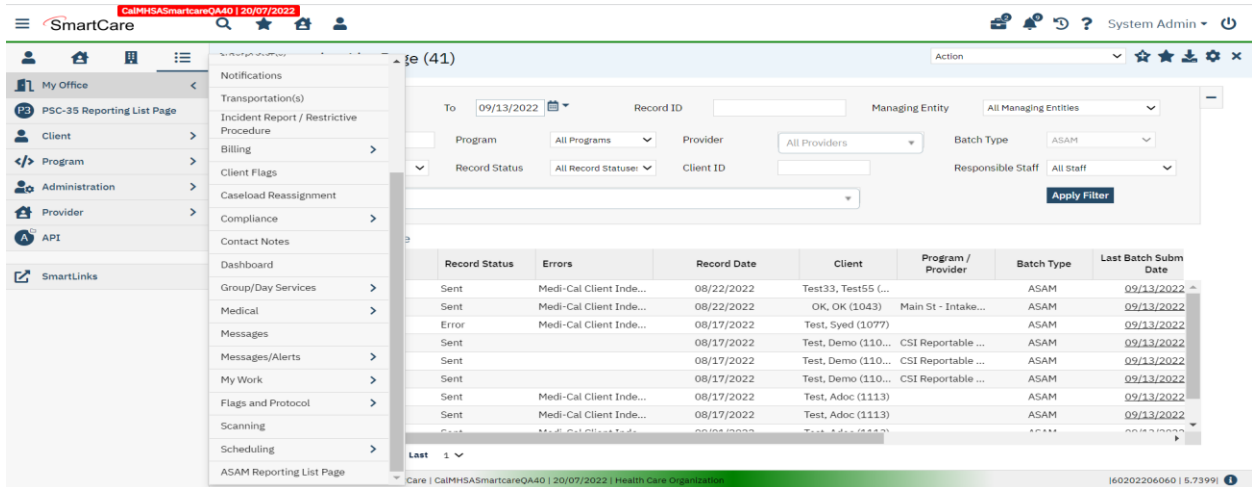 CalMHSASmartcareQA40 | 20/07/2022
SmartCare
2
9
?
System Admin
ge (41)
Action
My Office
P3 PSC-35 Reporting List Page
Client
Program
Administration
Provider
A API
SmartLinks
Notifications
Transportation(s)
Incident Report / Restrictive
Procedure
Billing
Client Flags
Caseload Reassignment
Compliance
Contact Notes
Dashboard
Group/Day Services
Medical
Messages
Messages/Alerts
My Work
Flags and Protocol
Scanning
Scheduling
ASAM Reporting List Page
To 09/13/2022 Record ID Managing Entity All Managing Entities
Program All Programs Provider All Providers Batch Type ASAM
Record Status All Record Statuses Client ID Responsible Staff All Staff
Apply Filter
Record Status Errors Record Date Client Program / Provider Batch Type Last Batch Subm Date
Sent Medi-Cal Client Inde... 08/22/2022 Test33, Test55 (... ASAM 09/13/2022
Sent Medi-Cal Client Inde... 08/22/2022 OK, OK (1043) Main St - Intake... ASAM 09/13/2022
Error Medi-Cal Client Inde... 08/17/2022 Test, Syed (1077) ASAM 09/13/2022
Sent 08/17/2022 Test, Demo (110... CSI Reportable ... ASAM 09/13/2022
Sent 08/17/2022 Test, Demo (110... CSI Reportable ... ASAM 09/13/2022
Sent 08/17/2022 Test, Demo (110... CSI Reportable ... ASAM 09/13/2022
Sent Medi-Cal Client Inde... 08/17/2022 Test, Adoc (1113) ASAM 09/13/2022
Sent Medi-Cal Client Inde... 08/17/2022 Test, Adoc (1113) ASAM 09/13/2022
Last 1
Care | CalMHSASmartcareQA40 | 20/07/2022 | Health Care Organization
|60202206060 | 5.7399|